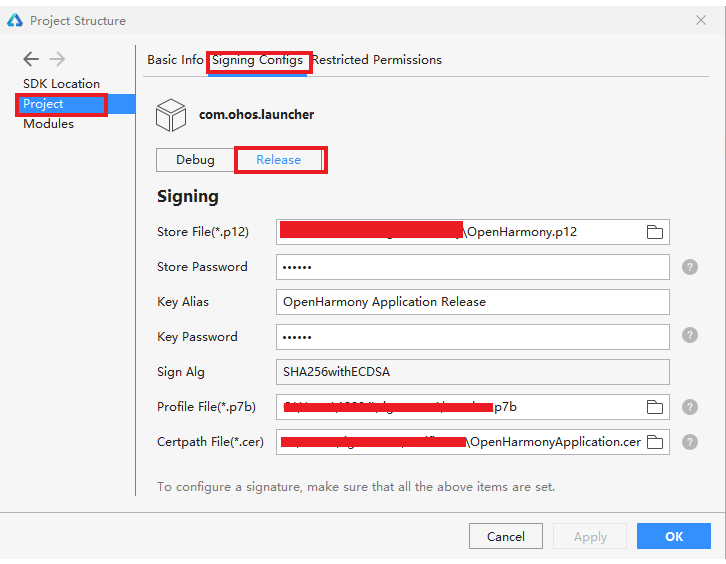 Project Structure
Basic Info Signing Configs Restricted Permissions
SDK Location
Project
Modules
com.ohos.launcher
Debug Release
Signing
Store File(*.p12) \OpenHarmony.p12
Store Password ••••••
?
Key Alias OpenHarmony Application Release
Key Password ••••••
?
Sign Alg SHA256withECDSA
Profile File(*.p7b) p7b
?
Certpath File(*.cer) \OpenHarmonyApplication.cer
?
To configure a signature, make sure that all the above items are set.
Cancel Apply OK